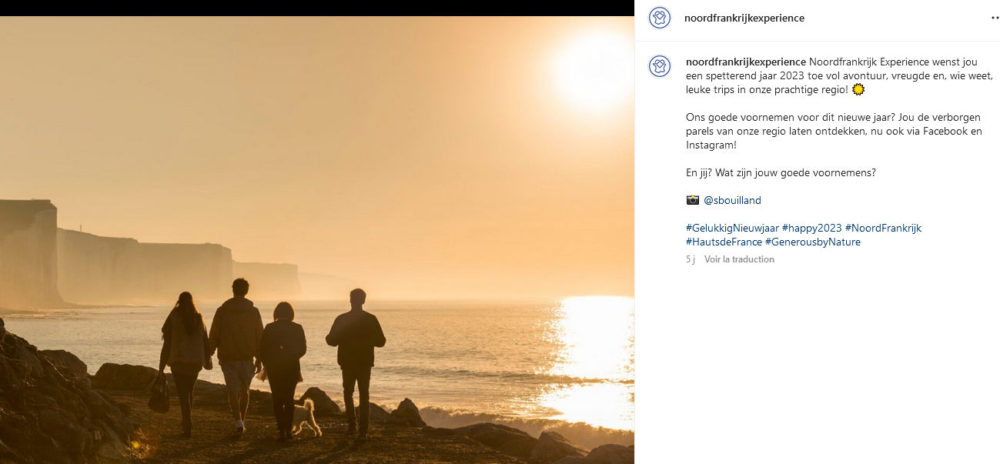 noordfrankrijkexperience
noordfrankrijkexperience Noordfrankrijk Experience wenst jou
een spetterend jaar 2023 toe vol avontuur, vreugde en, wie weet,
leuke trips in onze prachtige regio!
Ons goede voornemen voor dit nieuwe jaar? Jou de verborgen
parels van onze regio laten ontdekken, nu ook via Facebook en
Instagram!
En jij? Wat zijn jouw goede voornemens?
@sbouilland
#GelukkigNieuwjaar #happy2023 #NoordFrankrijk
#HautsdeFrance #GenerousbyNature
5 j Voir la traduction